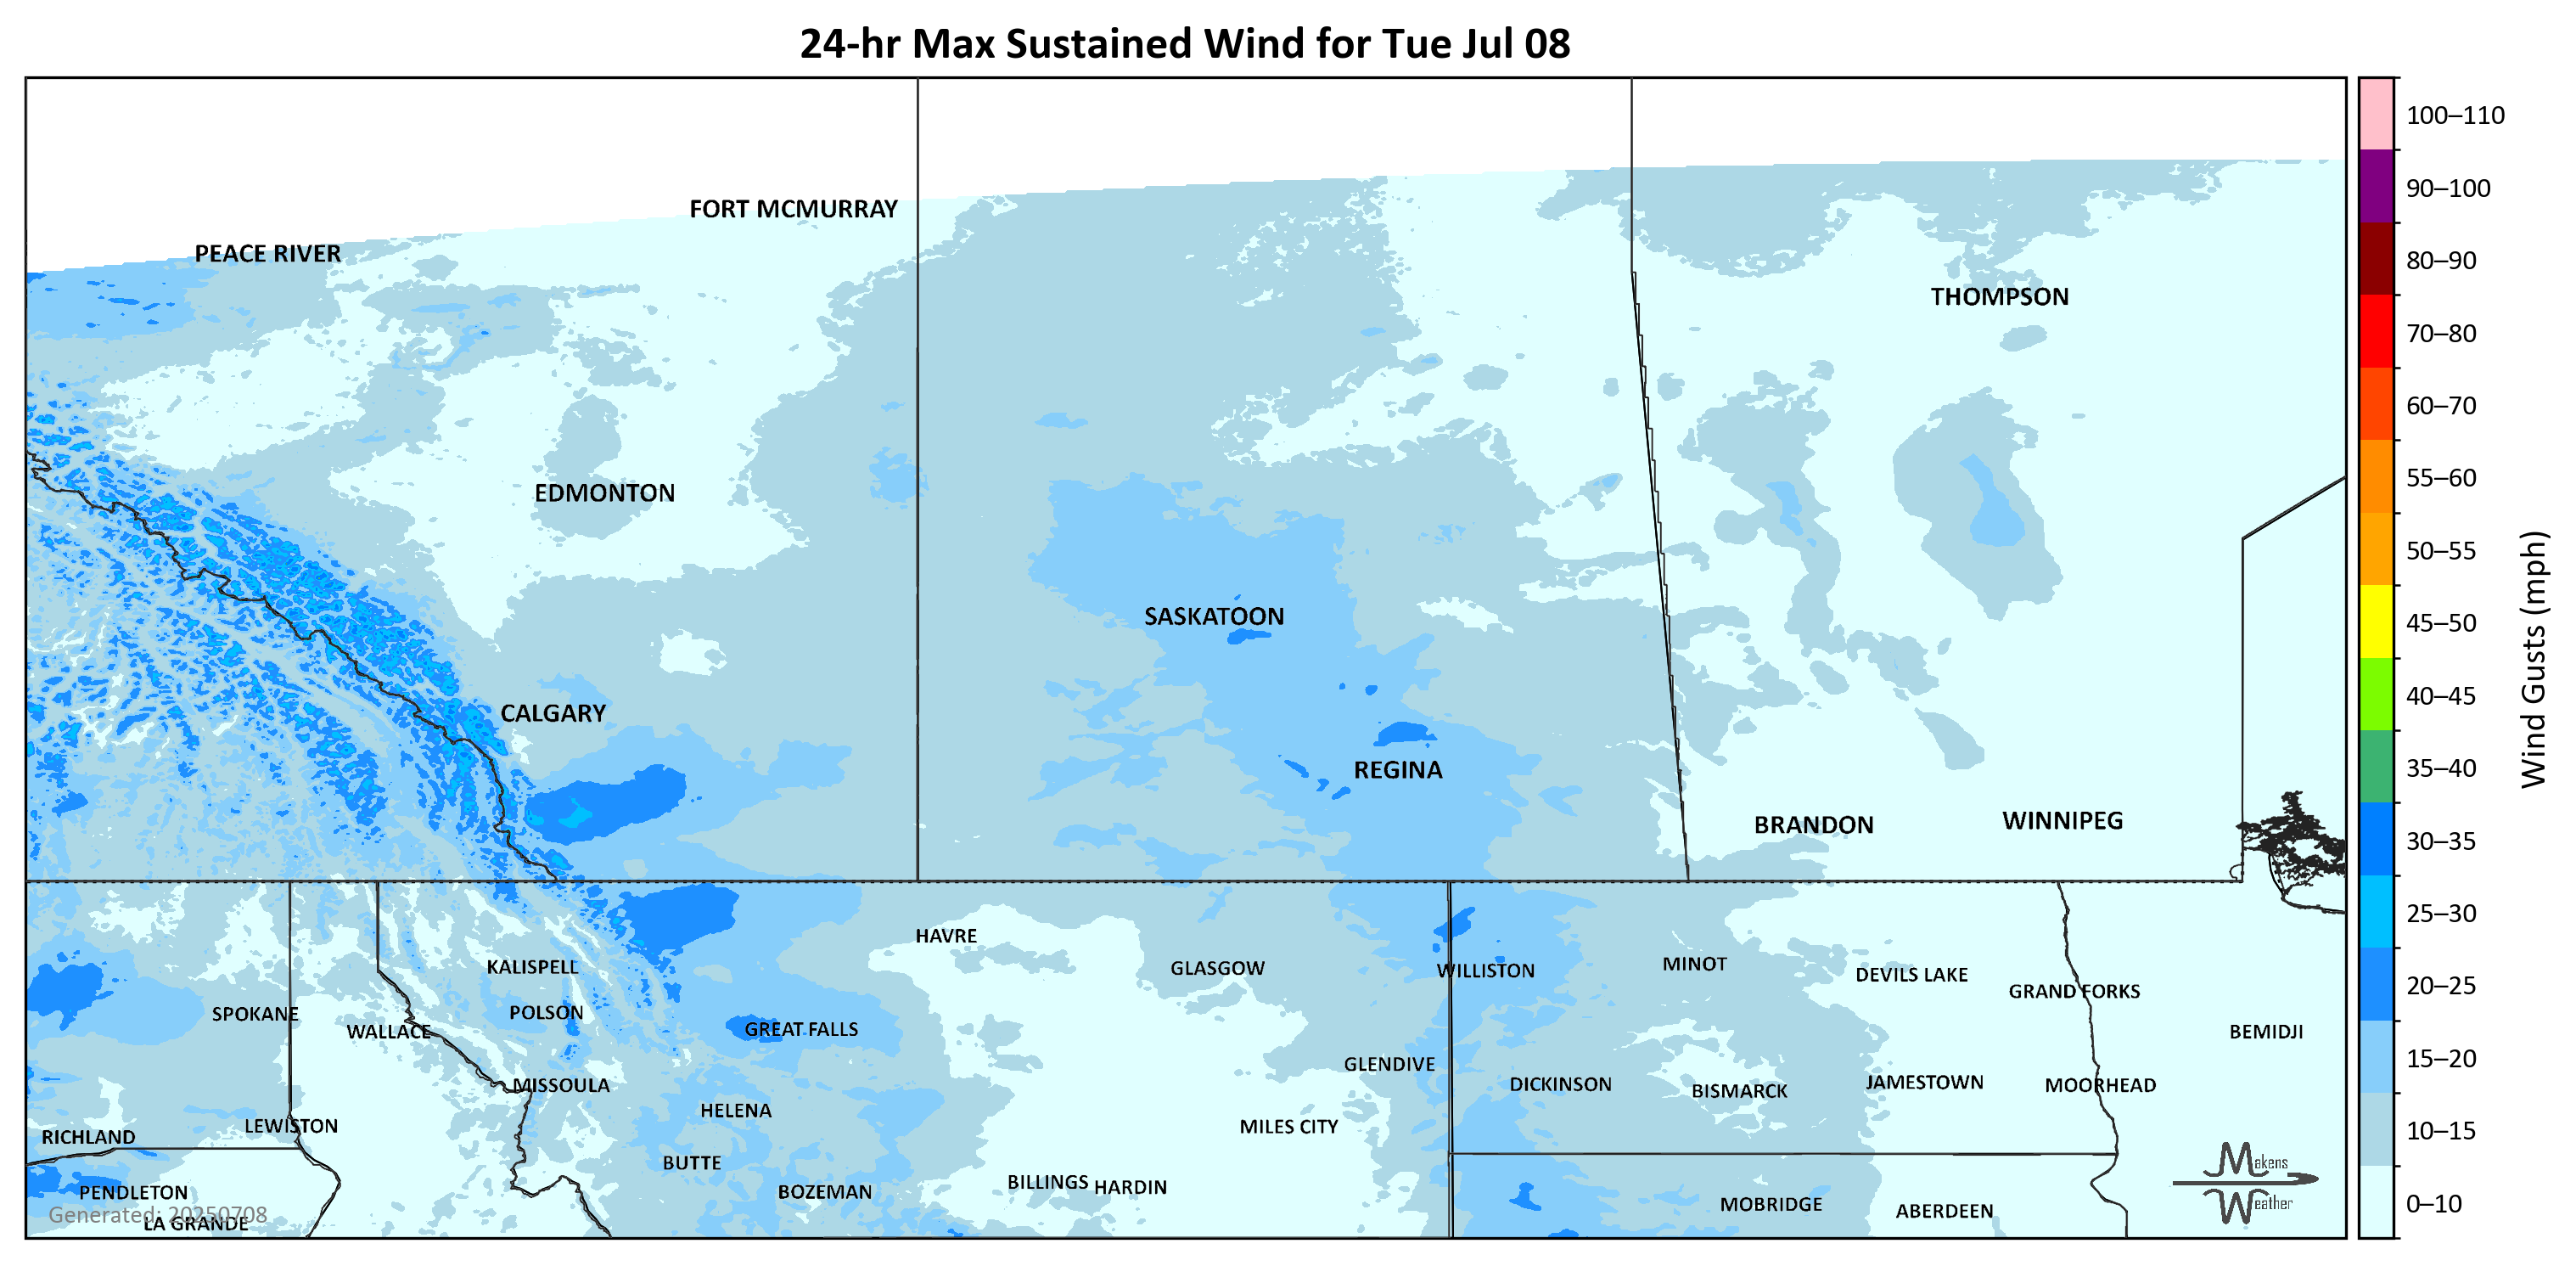 24-hr Max Sustained Wind for Tue Jul 08
100–110
90–100
80–90
70–80
60–70
55–60
50–55
45–50
40–45
35–40
30–35
25–30
20–25
15–20
10–15
0–10
Wind Gusts (mph)
FORT MCMURRAY
PEACE RIVER
THOMPSON
EDMONTON
SASKATOON
CALGARY
REGINA
BRANDON
WINNIPEG
HAVRE
KALISPELL
GLASGOW
WILLISTON
MINOT
DEVILS LAKE
GRAND FORKS
SPOKANE
POLSON
WALLACE
GREAT FALLS
BEMIDJI
GLENDIVE
MISSOULA
DICKINSON
BISMARCK
JAMESTOWN
MOORHEAD
HELENA
LEWISTON
MILES CITY
RICHLAND
BUTTE
BILLINGS
HARDIN
PENDLETON
BOZEMAN
MOBRIDGE
ABERDEEN
Generated: 20250708
LA GRANDE
Makens
Weather